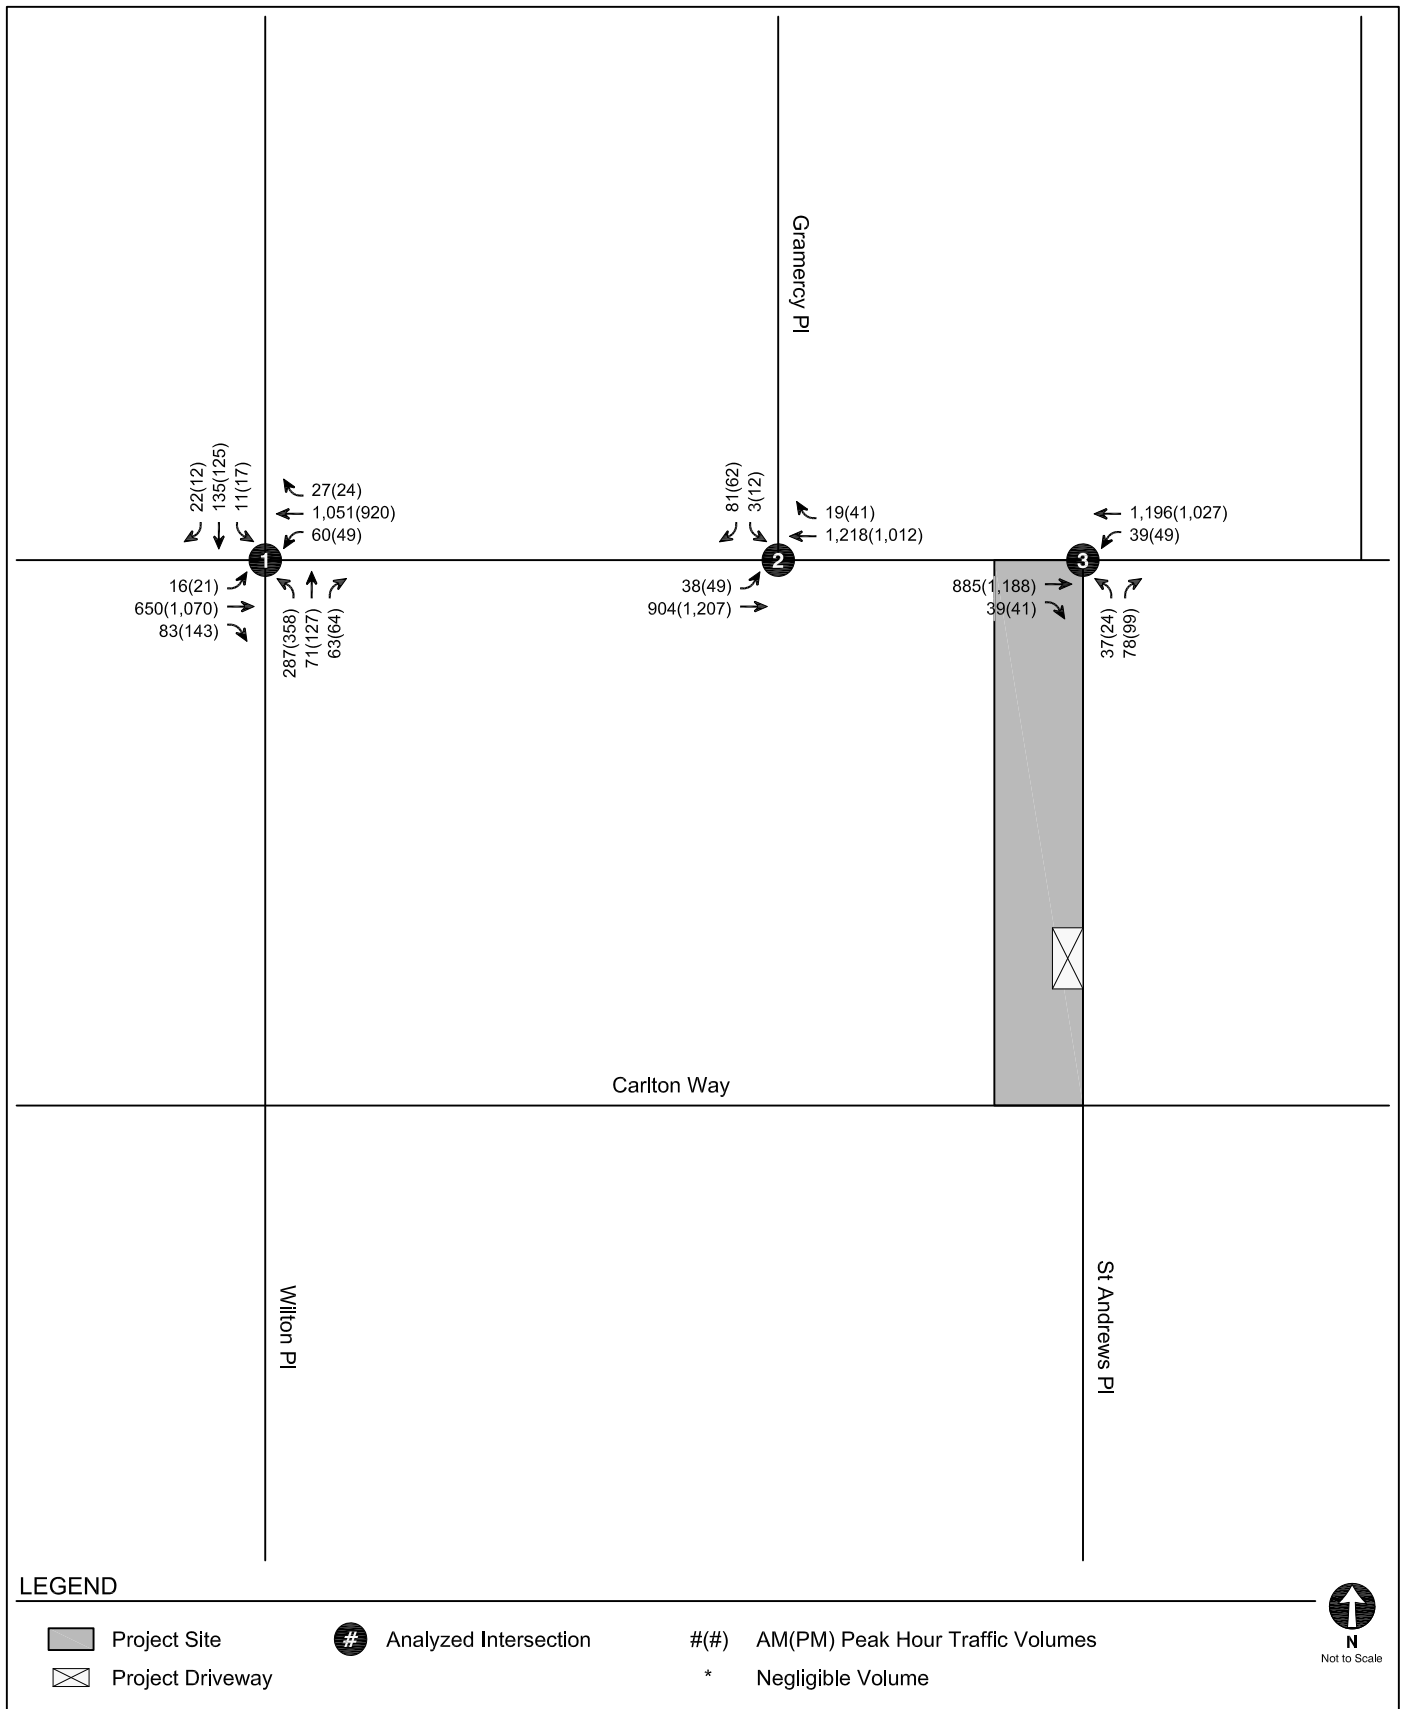 Gramercy Pl
22(12)
135(125)
11(17)
27(24)
1,051(920)
60(49)
1
16(21)
650(1,070)
83(143)
287(358)
71(127)
63(64)
81(62)
3(12)
19(41)
1,218(1,012)
2
38(49)
904(1,207)
1,196(1,027)
39(49)
3
885(1,188)
39(41)
37(24)
78(99)
Carlton Way
Wilton Pl
St Andrews Pl
LEGEND
Project Site
# Analyzed Intersection
#(#) AM(PM) Peak Hour Traffic Volumes
Project Driveway
* Negligible Volume
N
Not to Scale